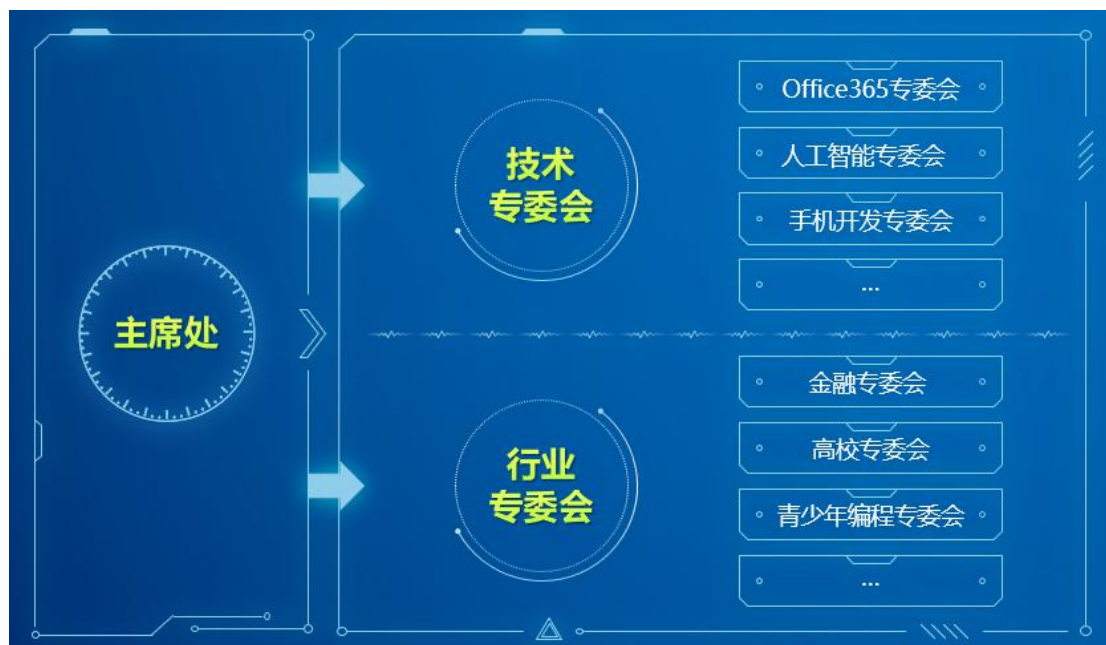 主席处
技术
专委会
Office365专委会
人工智能专委会
手机开发专委会
...
行业
专委会
金融专委会
高校专委会
青少年编程专委会
...